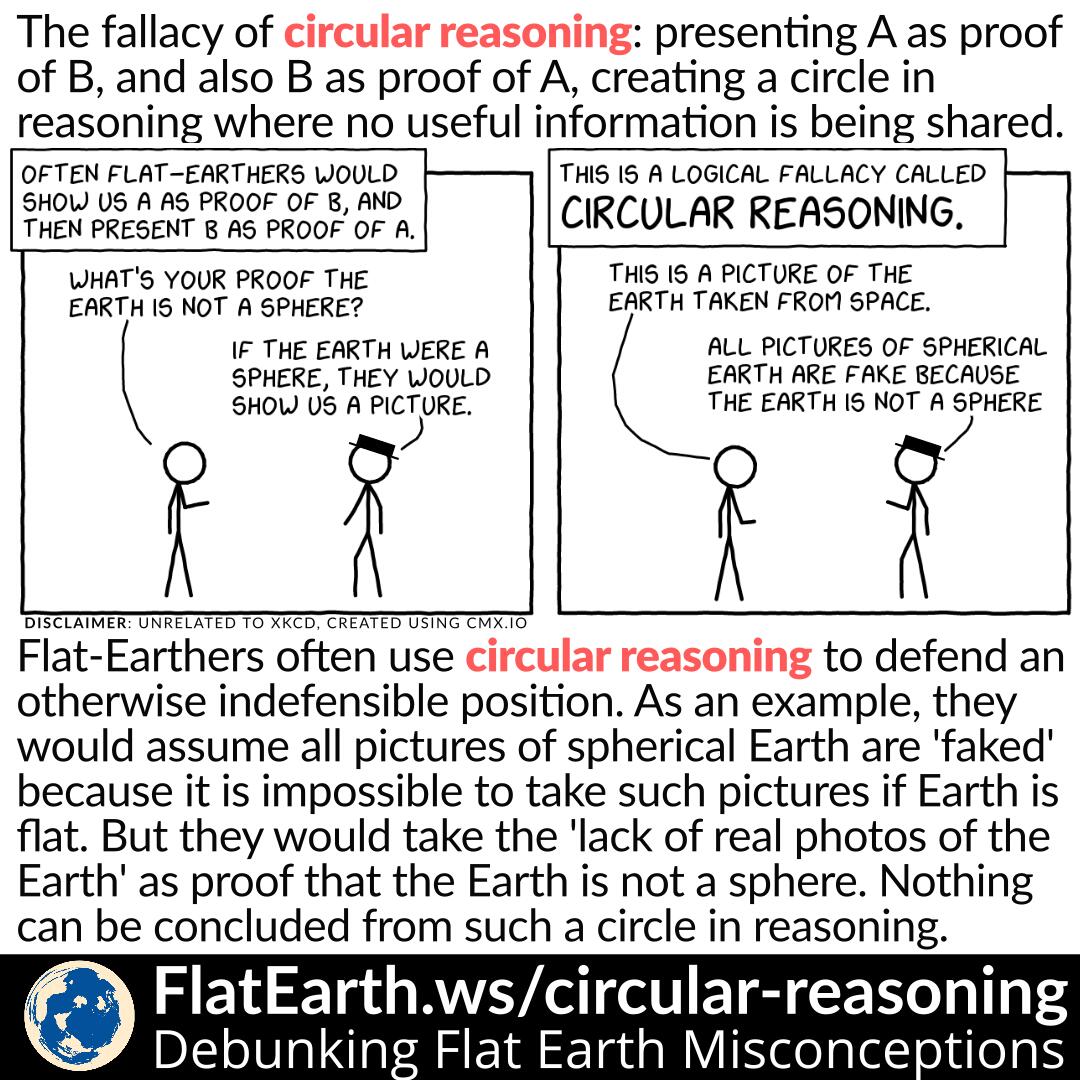 The fallacy of circular reasoning: presenting A as proof
of B, and also B as proof of A, creating a circle in
reasoning where no useful information is being shared.
OFTEN FLAT-EARTHERS WOULD
SHOW US A AS PROOF OF B, AND
THEN PRESENT B AS PROOF OF A.
WHAT'S YOUR PROOF THE
EARTH IS NOT A SPHERE?
IF THE EARTH WERE A
SPHERE, THEY WOULD
SHOW US A PICTURE.
THIS IS A LOGICAL FALLACY CALLED
CIRCULAR REASONING.
THIS IS A PICTURE OF THE
EARTH TAKEN FROM SPACE.
ALL PICTURES OF SPHERICAL
EARTH ARE FAKE BECAUSE
THE EARTH IS NOT A SPHERE
DISCLAIMER: UNRELATED TO XKCD, CREATED USING CMX.IO
Flat-Earthers often use circular reasoning to defend an
otherwise indefensible position. As an example, they
would assume all pictures of spherical Earth are 'faked'
because it is impossible to take such pictures if Earth is
flat. But they would take the 'lack of real photos of the
Earth' as proof that the Earth is not a sphere. Nothing
can be concluded from such a circle in reasoning.
FlatEarth.ws/circular-reasoning
Debunking Flat Earth Misconceptions